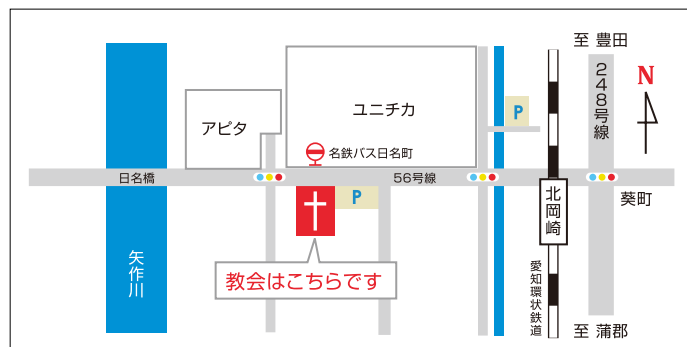 至 豊田
248号線
N
ユニチカ
アピタ
P
名鉄バス日名町
日名橋
56号線
葵町
北岡崎
P
矢作川
教会はこちらです
愛知環状鉄道
至 蒲郡